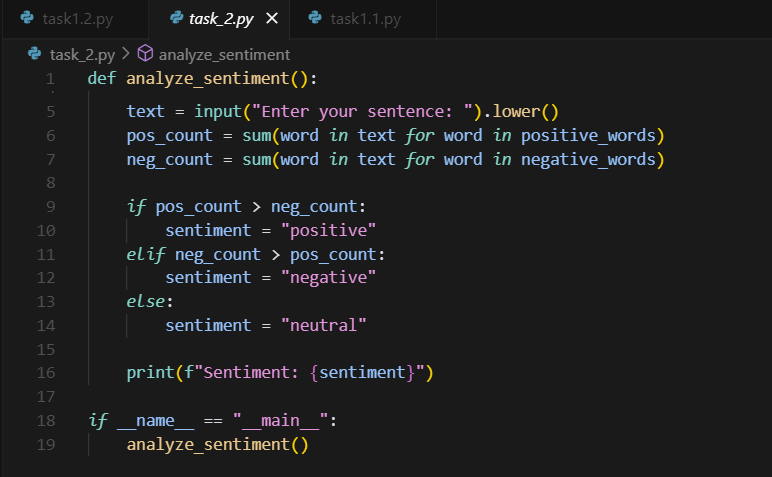 task1.2.py task_2.py × task1.1.py
task_2.py > analyze_sentiment
1 def analyze_sentiment():
5     text = input("Enter your sentence: ").lower()
6     pos_count = sum(word in text for word in positive_words)
7     neg_count = sum(word in text for word in negative_words)
8
9     if pos_count > neg_count:
10         sentiment = "positive"
11     elif neg_count > pos_count:
12         sentiment = "negative"
13     else:
14         sentiment = "neutral"
15
16     print(f"Sentiment: {sentiment}")
17
18 if __name__ == "__main__":
19     analyze_sentiment()